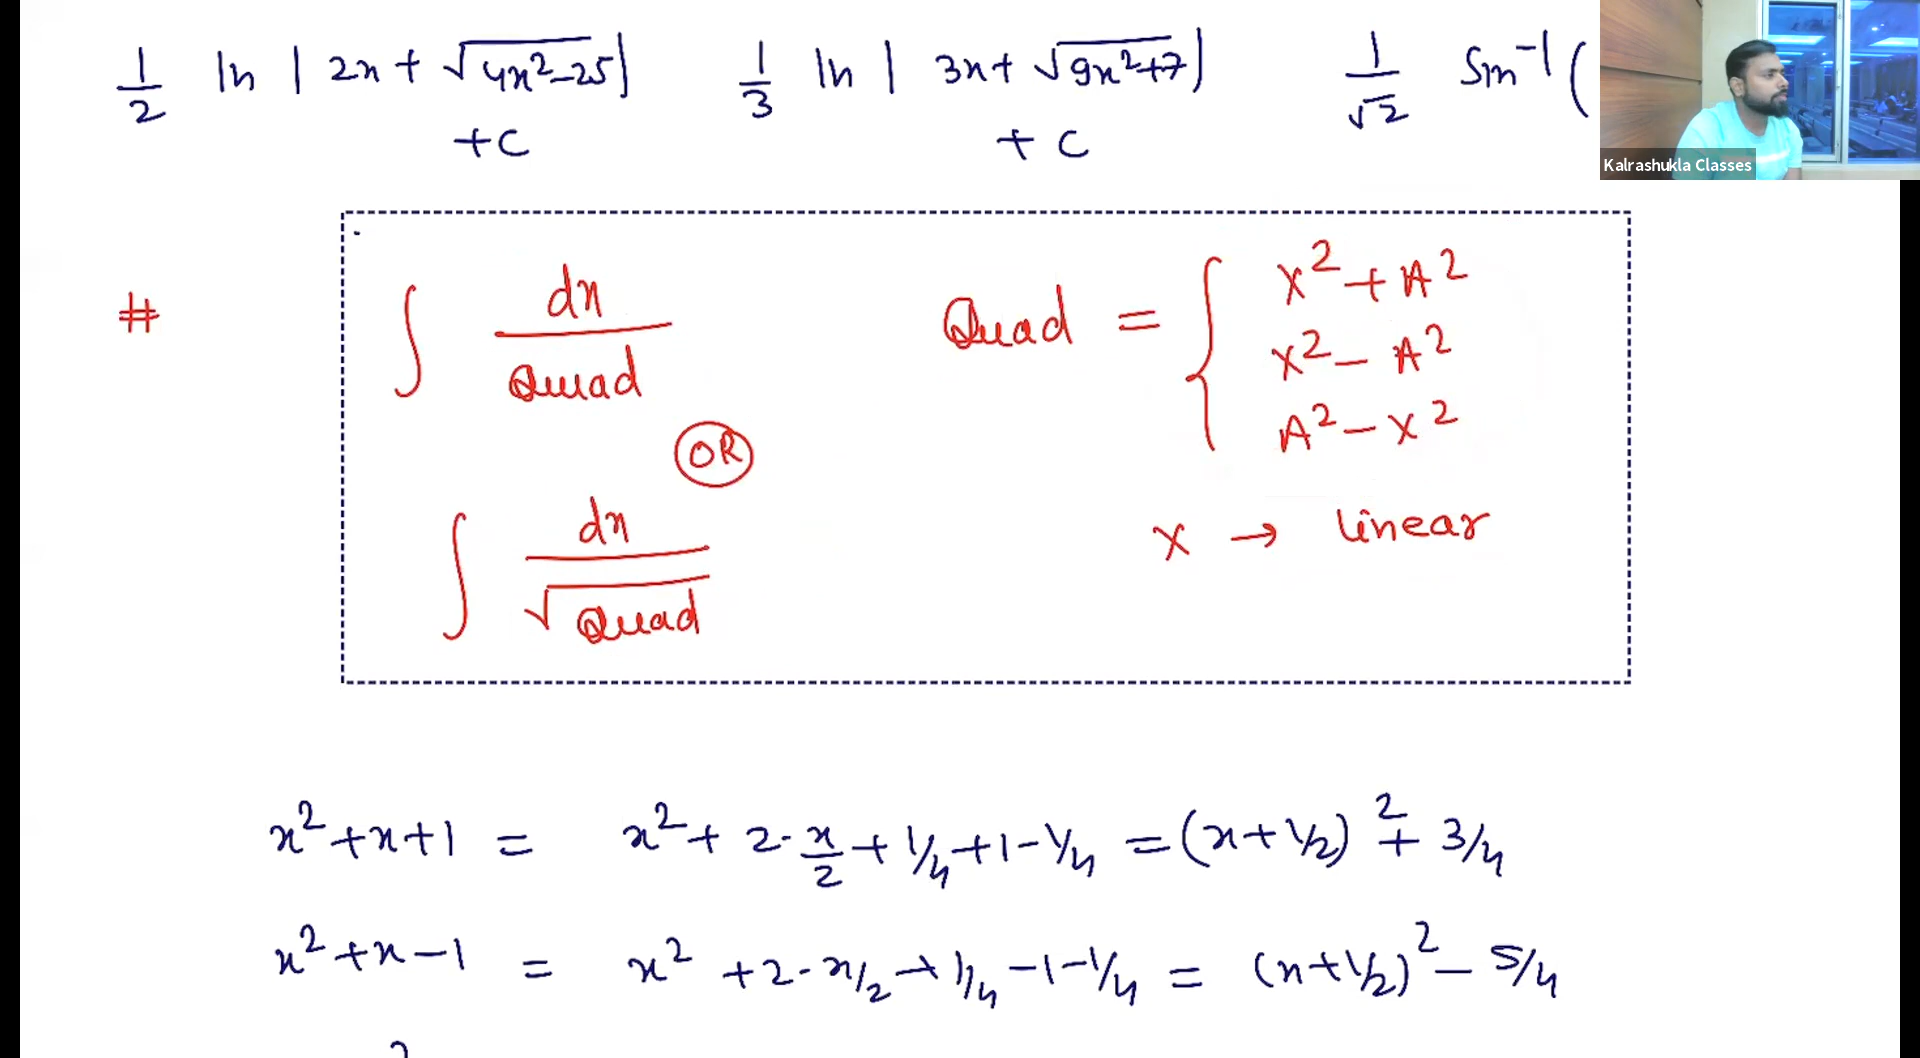 1/2 ln | 2x + √(4x²-25) | 1/3 ln | 3x + √(9x²+7) | 1/√2 Sin⁻¹ (
+C + C
Kalrashukla Classes
# ∫ dx/Quad Quad = { X² + A²
X² - A²
A² - X²
OR
∫ dx/√Quad X → linear
x² + x + 1 = x² + 2·x/2 + 1/4 + 1 - 1/4 = (x + 1/2)² + 3/4
x² + x - 1 = x² + 2·x/2 + 1/4 - 1 - 1/4 = (x + 1/2)² - 5/4